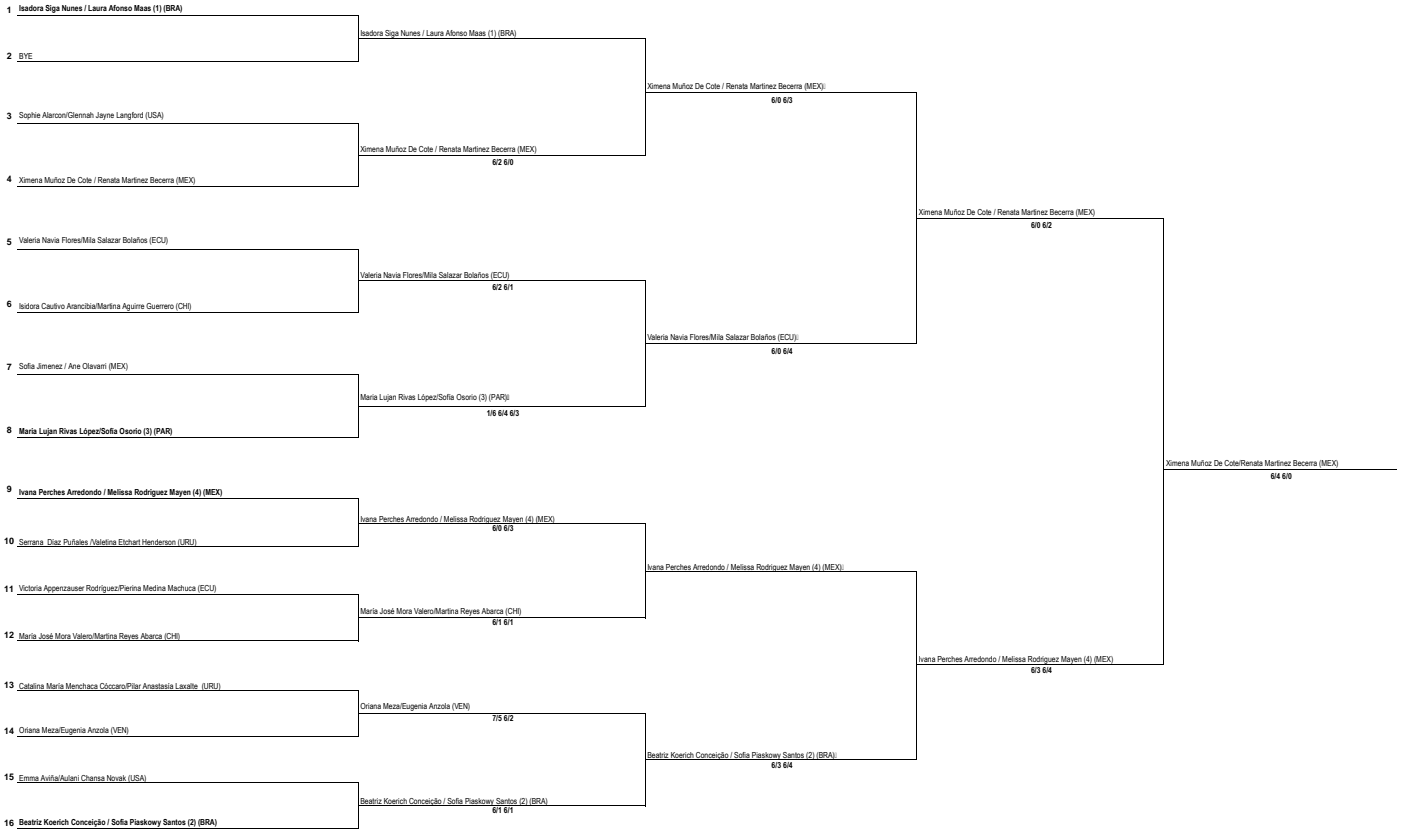 1 Isadora Siga Nunes / Laura Afonso Maas (1) (BRA)
Isadora Siga Nunes / Laura Afonso Maas (1) (BRA)
2 BYE
Ximena Muñoz De Cote / Renata Martinez Becerra (MEX)
6/0 6/3
3 Sophie Alarcon/Glennah Jayne Langford (USA)
Ximena Muñoz De Cote / Renata Martinez Becerra (MEX)
6/2 6/0
4 Ximena Muñoz De Cote / Renata Martinez Becerra (MEX)
Ximena Muñoz De Cote / Renata Martinez Becerra (MEX)
6/0 6/2
5 Valeria Navia Flores/Mila Salazar Bolaños (ECU)
Valeria Navia Flores/Mila Salazar Bolaños (ECU)
6/2 6/1
6 Isidora Cautivo Arancibia/Martina Aguirre Guerrero (CHI)
Valeria Navia Flores/Mila Salazar Bolaños (ECU)
6/0 6/4
7 Sofia Jimenez / Ane Olavarri (MEX)
Maria Lujan Rivas López/Sofía Osorio (3) (PAR)
1/6 6/4 6/3
8 Maria Lujan Rivas López/Sofía Osorio (3) (PAR)
Ximena Muñoz De Cote/Renata Martinez Becerra (MEX)
6/4 6/0
9 Ivana Perches Arredondo / Melissa Rodriguez Mayen (4) (MEX)
Ivana Perches Arredondo / Melissa Rodriguez Mayen (4) (MEX)
6/0 6/3
10 Serrana Diaz Puñales /Valetina Etchart Henderson (URU)
Ivana Perches Arredondo / Melissa Rodriguez Mayen (4) (MEX)
11 Victoria Appenzauser Rodríguez/Pierina Medina Machuca (ECU)
María José Mora Valero/Martina Reyes Abarca (CHI)
6/1 6/1
12 María José Mora Valero/Martina Reyes Abarca (CHI)
Ivana Perches Arredondo / Melissa Rodriguez Mayen (4) (MEX)
6/3 6/4
13 Catalina María Menchaca Cóccaro/Pilar Anastasía Laxalte (URU)
Oriana Meza/Eugenia Anzola (VEN)
7/5 6/2
14 Oriana Meza/Eugenia Anzola (VEN)
Beatriz Koerich Conceição / Sofia Piaskowy Santos (2) (BRA)
6/3 6/4
15 Emma Aviña/Aulani Chansa Novak (USA)
Beatriz Koerich Conceição / Sofia Piaskowy Santos (2) (BRA)
6/1 6/1
16 Beatriz Koerich Conceição / Sofia Piaskowy Santos (2) (BRA)